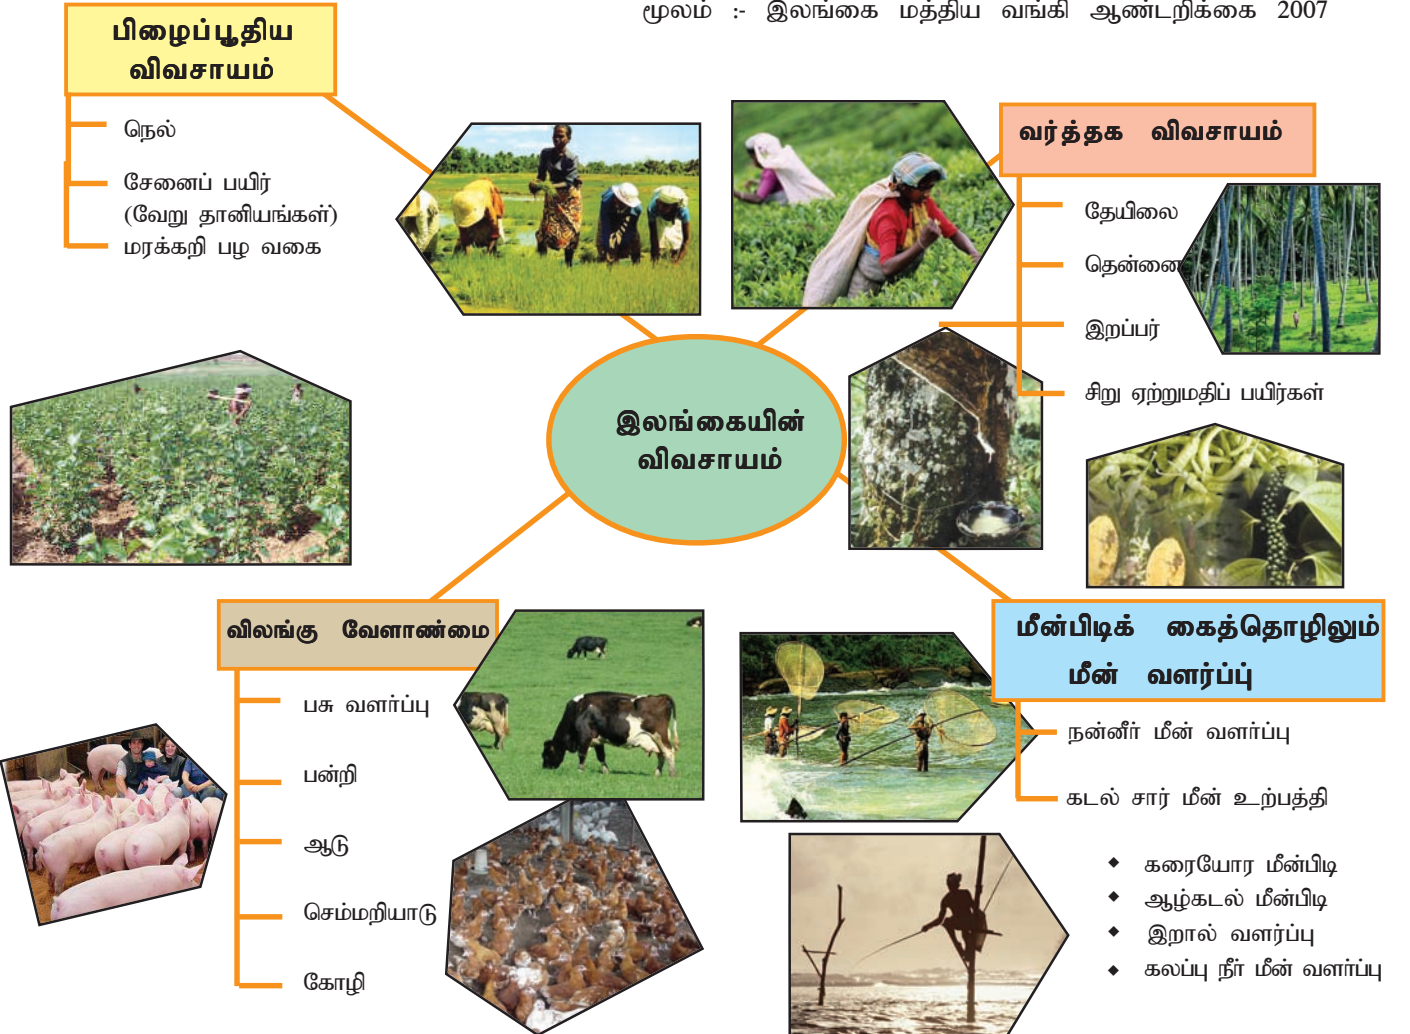 மூலம் :- இலங்கை மத்திய வங்கி ஆண்டறிக்கை 2007
பிழைப்பூதிய
விவசாயம்
நெல்
சேனைப் பயிர்
(வேறு தானியங்கள்)
மரக்கறி பழ வகை
வர்த்தக விவசாயம்
தேயிலை
தென்னை
இறப்பர்
சிறு ஏற்றுமதிப் பயிர்கள்
இலங்கையின்
விவசாயம்
விலங்கு வேளாண்மை
பசு வளர்ப்பு
பன்றி
ஆடு
செம்மறியாடு
கோழி
மீன்பிடிக் கைத்தொழிலும்
மீன் வளர்ப்பு்
நன்னீர் மீன் வளர்ப்பு
கடல் சார் மீன் உற்பத்தி
◆ கரையோர மீன்பிடி
◆ ஆழ்கடல் மீன்பிடி
◆ இறால் வளர்ப்பு
◆ கலப்பு நீர் மீன் வளர்ப்பு